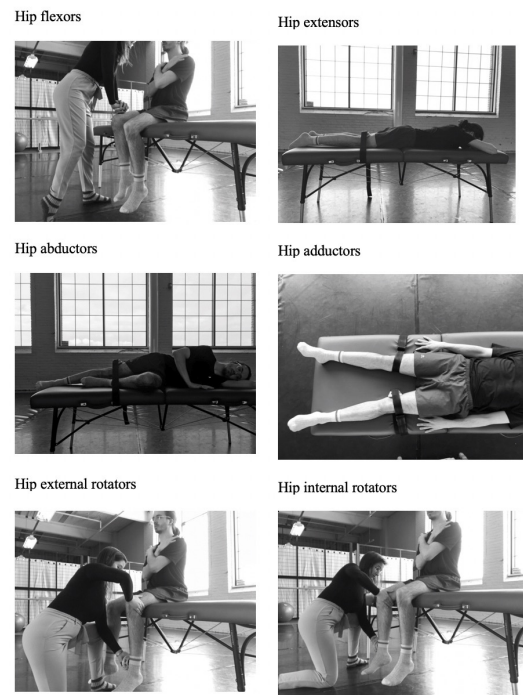 Hip flexors
Hip extensors
Hip abductors
Hip adductors
Hip external rotators
Hip internal rotators